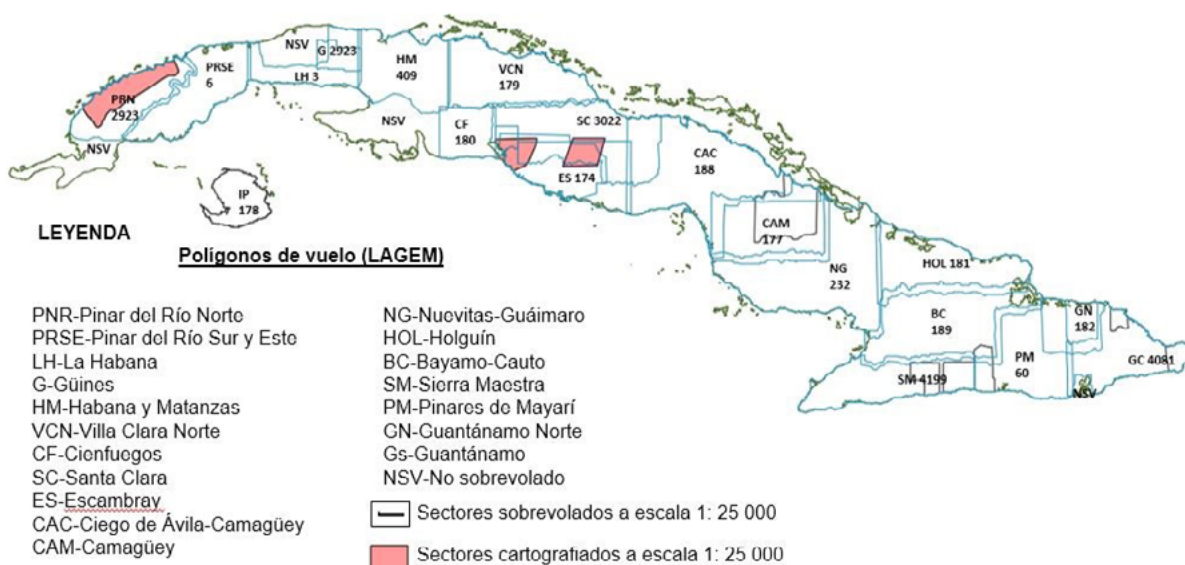 NSV
G 2923
HM
409
PRSE
6
LH 3
VCN
179
PRN
2923
NSV
CF
180
SC 3022
NSV
ES 174
CAC
188
IP
178
CAM
177
NG
232
HOL 181
BC
189
GN
182
PM
60
GC 4081
SM 4199
NSV
LEYENDA
Polígonos de vuelo (LAGEM)
PNR-Pinar del Río Norte
PRSE-Pinar del Río Sur y Este
LH-La Habana
G-Güines
HM-Habana y Matanzas
VCN-Villa Clara Norte
CF-Cienfuegos
SC-Santa Clara
ES-Escambray
CAC-Ciego de Ávila-Camagüey
CAM-Camagüey
NG-Nuevitas-Guáimaro
HOL-Holguín
BC-Bayamo-Cauto
SM-Sierra Maestra
PM-Pinares de Mayarí
GN-Guantánamo Norte
Gs-Guantánamo
NSV-No sobrevolado
Sectores sobrevolados a escala 1: 25 000
Sectores cartografiados a escala 1: 25 000